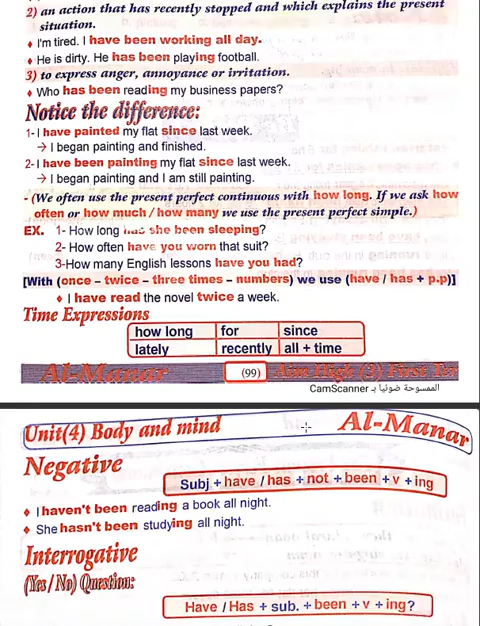 2) an action that has recently stopped and which explains the present
situation.
♦ I'm tired. I have been working all day.
♦ He is dirty. He has been playing football.
3) to express anger, annoyance or irritation.
♦ Who has been reading my business papers?
Notice the difference:
1- I have painted my flat since last week.
→ I began painting and finished.
2- I have been painting my flat since last week.
→ I began painting and I am still painting.
- (We often use the present perfect continuous with how long. If we ask how
often or how much / how many we use the present perfect simple.)
EX. 1- How long has she been sleeping?
2- How often have you worn that suit?
3-How many English lessons have you had?
[With (once - twice - three times - numbers) we use (have / has + p.p)]
♦ I have read the novel twice a week.
Time Expressions
how long for since
lately recently all + time
Al-Manar (99) Aim High (3) First Ter
الممسوحة ضوئيا بـ CamScanner
Unit(4) Body and mind Al-Manar
Negative
Subj + have / has + not + been + v + ing
♦ I haven't been reading a book all night.
♦ She hasn't been studying all night.
Interrogative
(Yes / No) Question:
Have / Has + sub. + been + v + ing?